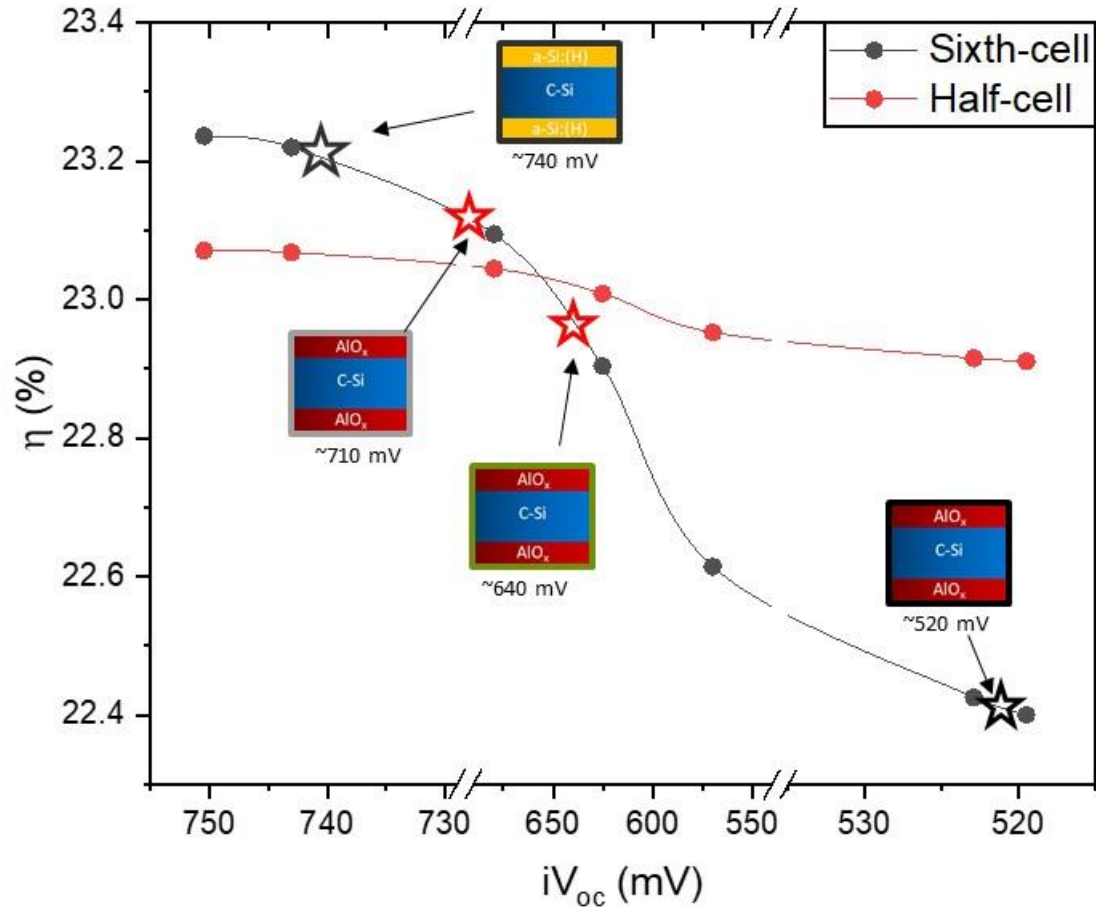 23.4
23.2
23.0
22.8
22.6
22.4
η (%)
Sixth-cell
Half-cell
a-Si:(H)
C-Si
a-Si:(H)
~740 mV
AlOₓ
C-Si
AlOₓ
~710 mV
AlOₓ
C-Si
AlOₓ
~640 mV
AlOₓ
C-Si
AlOₓ
~520 mV
750 740 730 650 600 550 530 520
iVoc (mV)